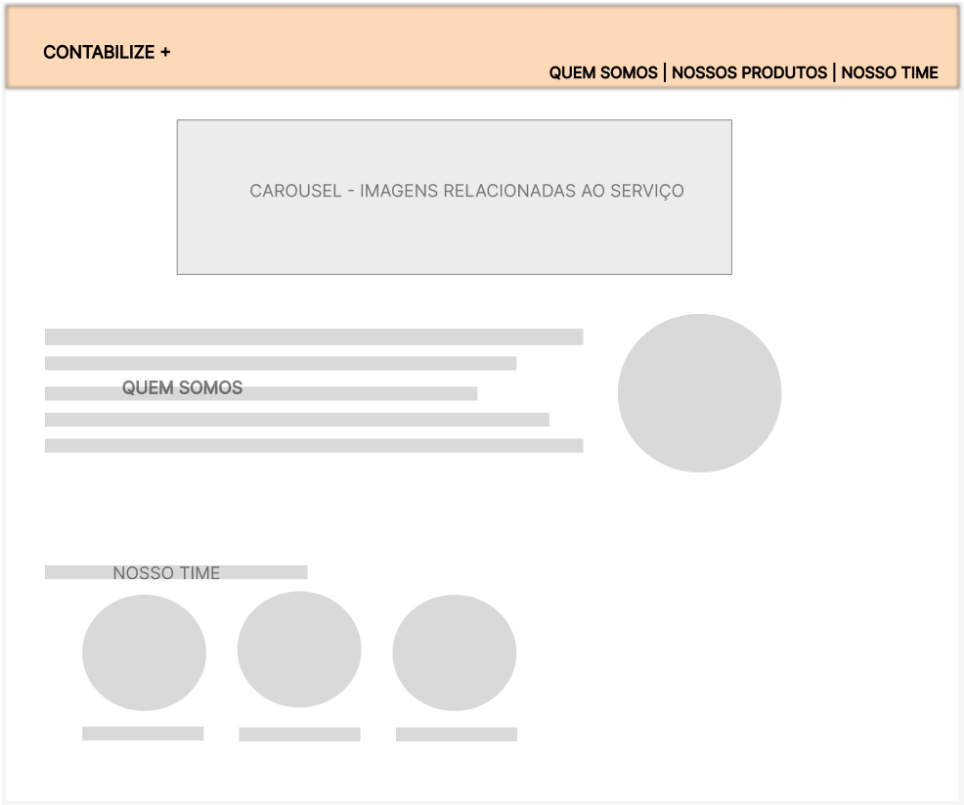 CONTABILIZE +
QUEM SOMOS | NOSSOS PRODUTOS | NOSSO TIME
CAROUSEL - IMAGENS RELACIONADAS AO SERVIÇO
QUEM SOMOS
NOSSO TIME